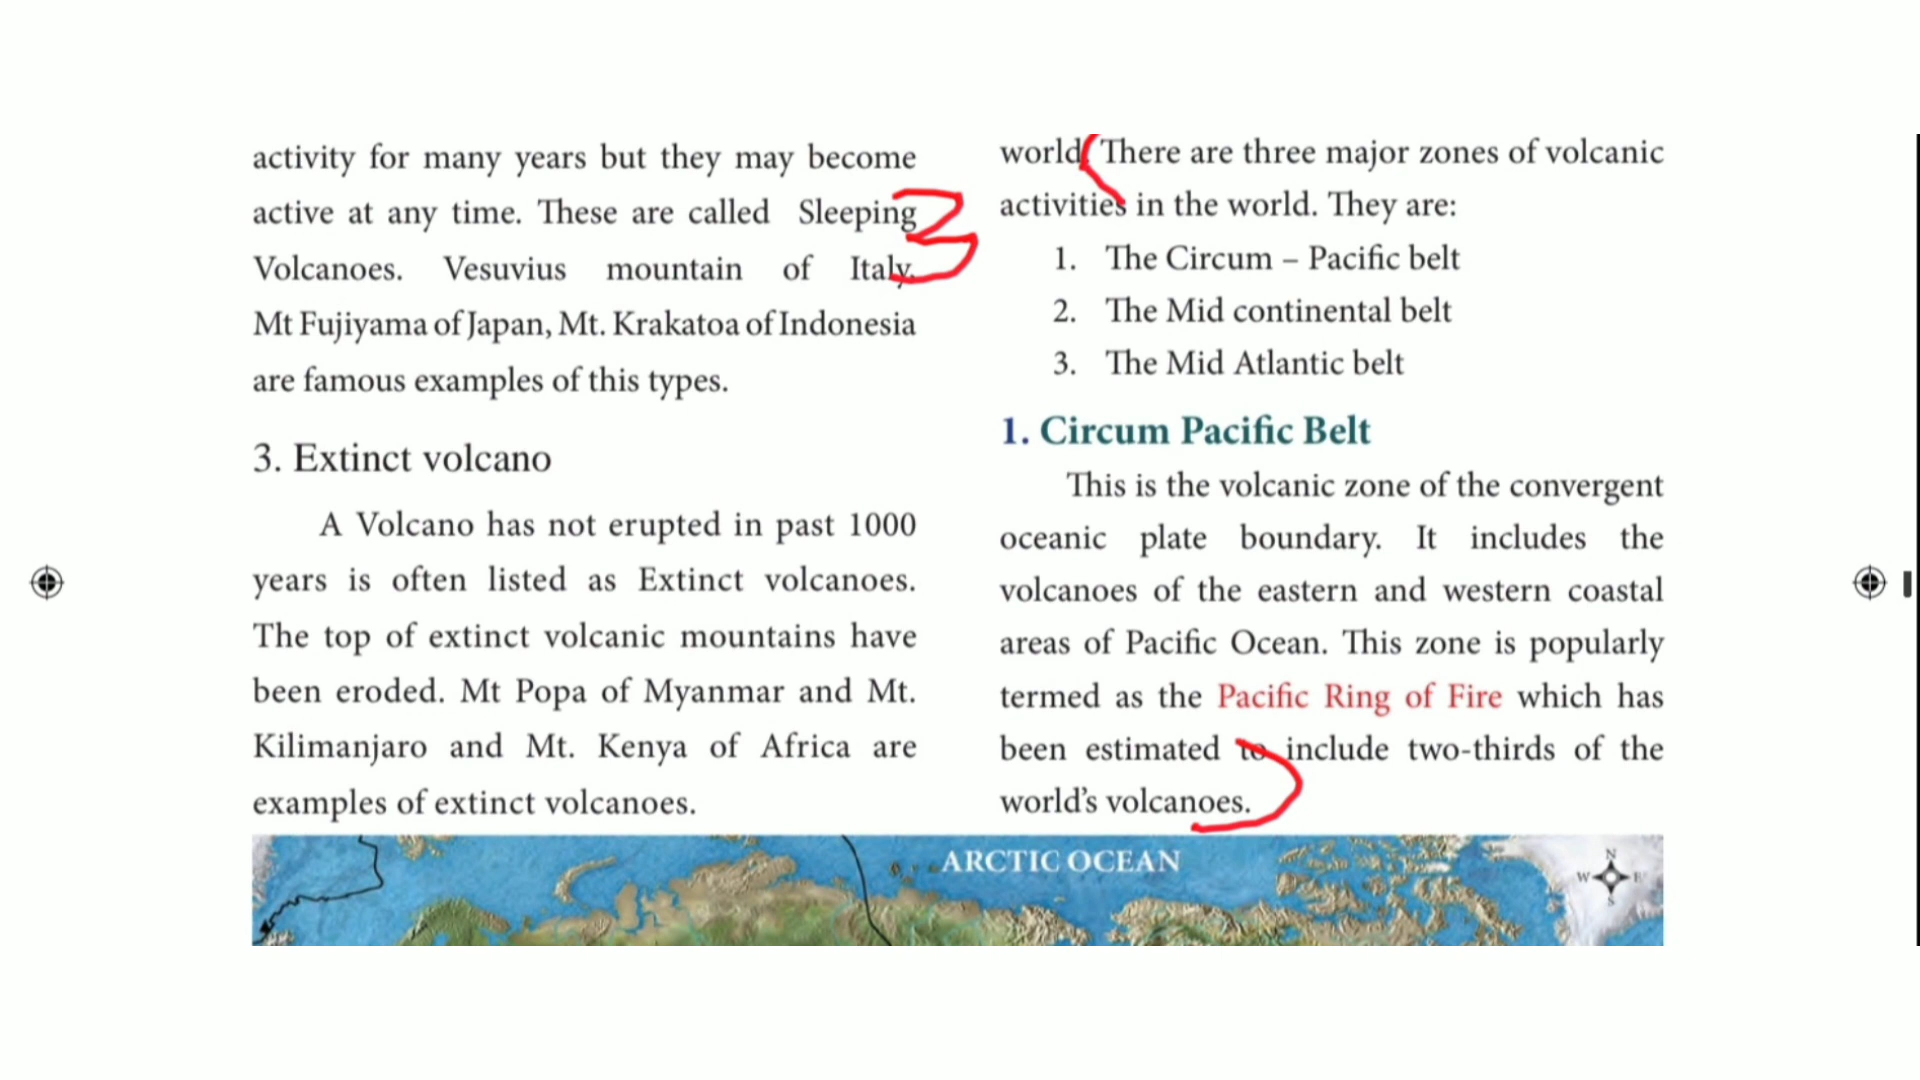 activity for many years but they may become
active at any time. These are called Sleeping
Volcanoes. Vesuvius mountain of Italy.
Mt Fujiyama of Japan, Mt. Krakatoa of Indonesia
are famous examples of this types.
3. Extinct volcano
A Volcano has not erupted in past 1000
years is often listed as Extinct volcanoes.
The top of extinct volcanic mountains have
been eroded. Mt Popa of Myanmar and Mt.
Kilimanjaro and Mt. Kenya of Africa are
examples of extinct volcanoes.
3
world. There are three major zones of volcanic
activities in the world. They are:
1. The Circum – Pacific belt
2. The Mid continental belt
3. The Mid Atlantic belt
1. Circum Pacific Belt
This is the volcanic zone of the convergent
oceanic plate boundary. It includes the
volcanoes of the eastern and western coastal
areas of Pacific Ocean. This zone is popularly
termed as the Pacific Ring of Fire which has
been estimated to include two-thirds of the
world’s volcanoes.
ARCTIC OCEAN
N
W E
S